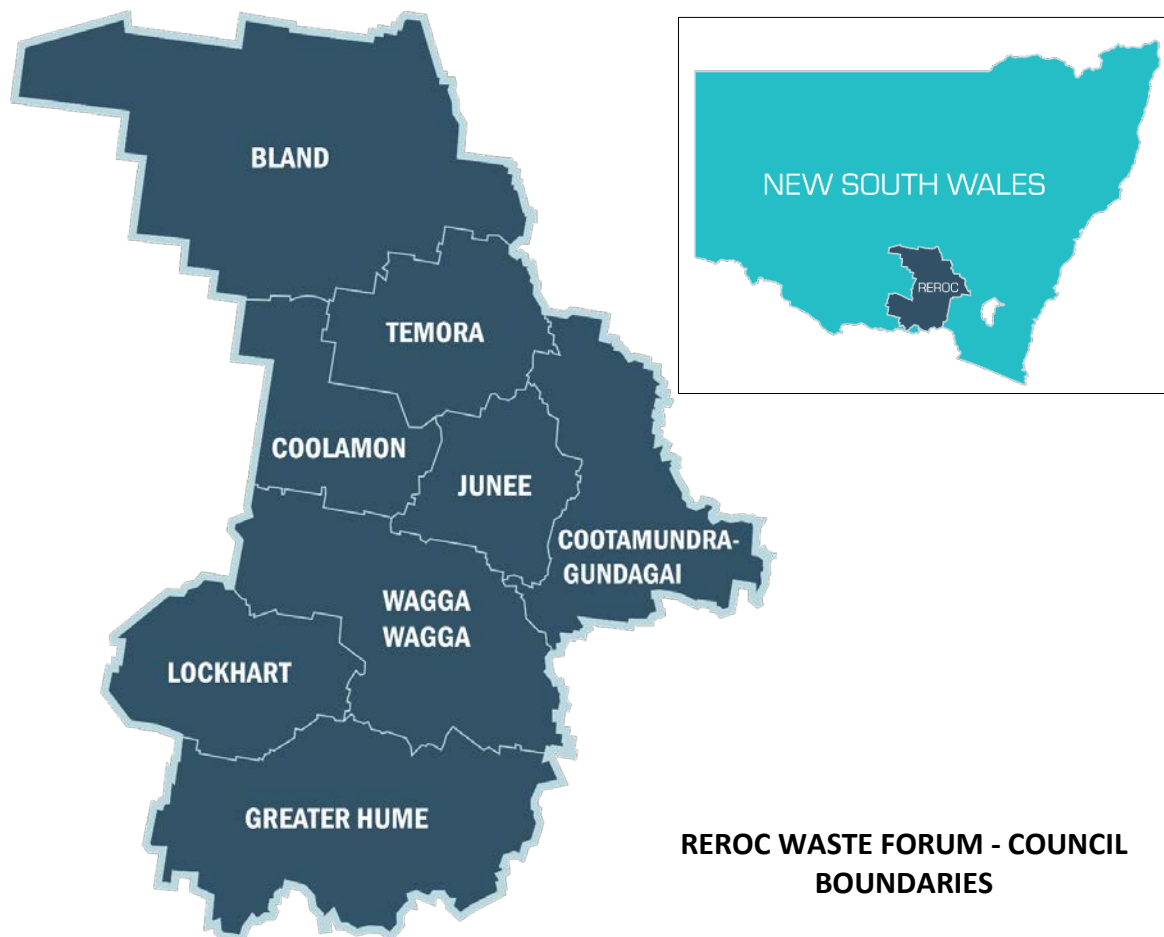 BLAND
NEW SOUTH WALES
REROC
TEMORA
COOLAMON
JUNEE
COOTAMUNDRA-
GUNDAGAI
WAGGA
WAGGA
LOCKHART
GREATER HUME
REROC WASTE FORUM - COUNCIL
BOUNDARIES